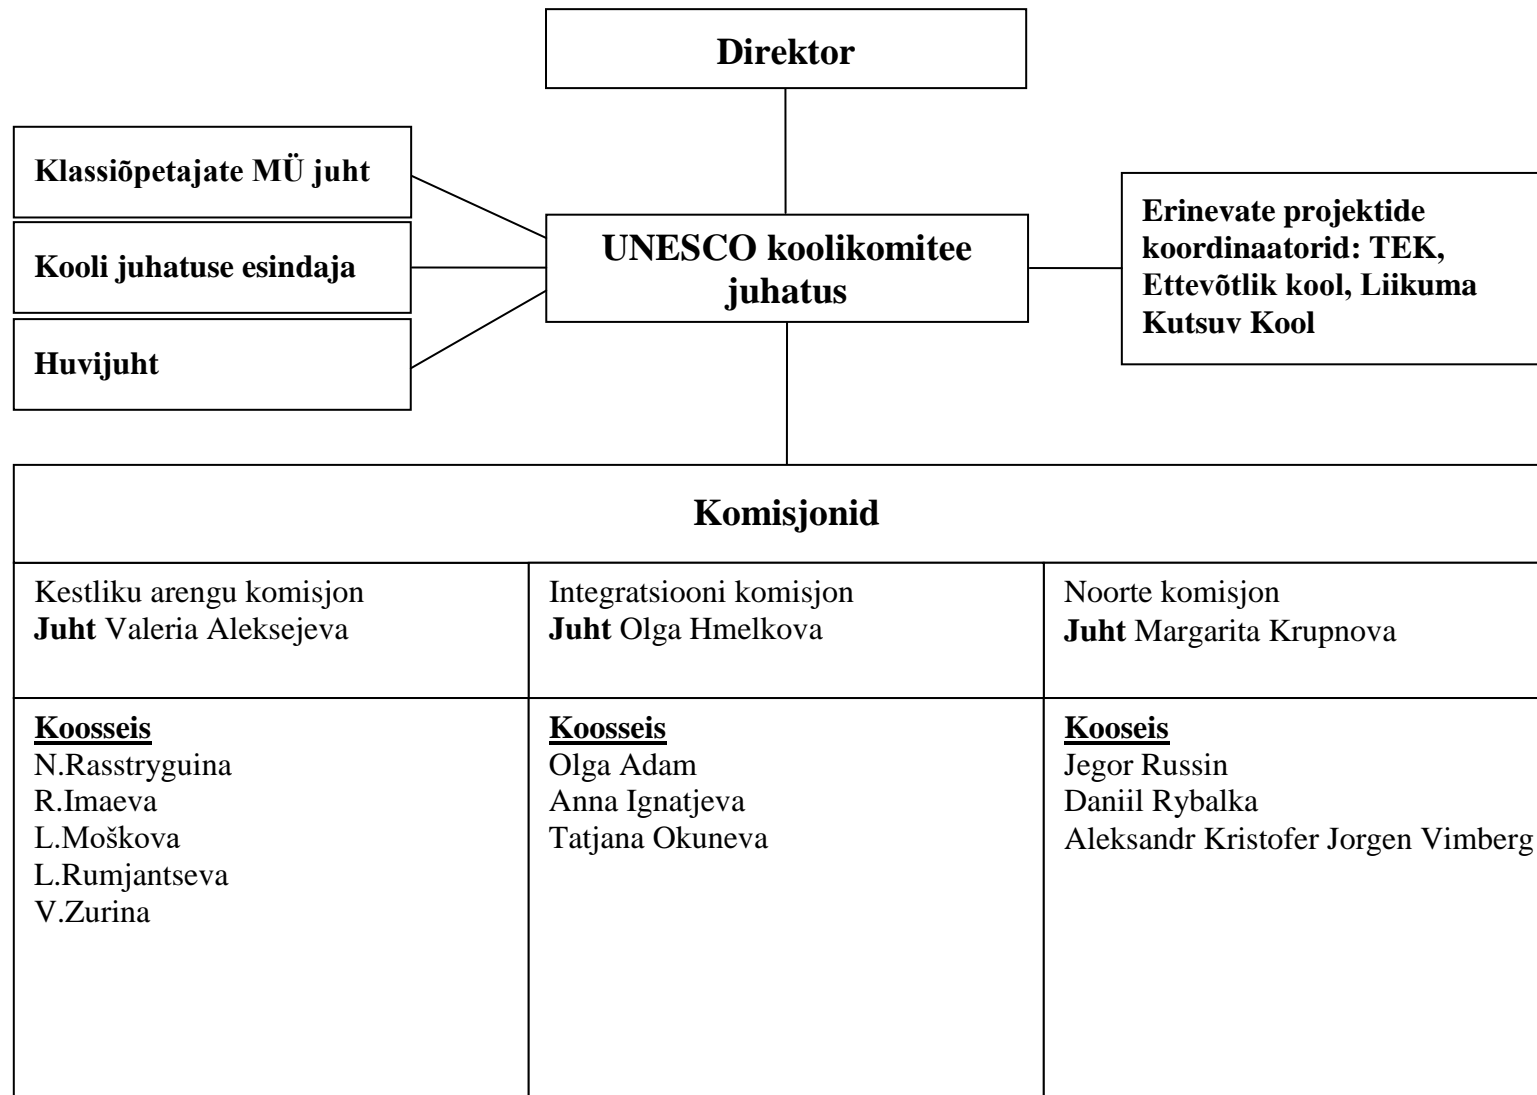 Direktor
Klassiõpetajate MÜ juht
Kooli juhatuse esindaja
Huvijuht
UNESCO koolikomitee
juhatus
Erinevate projektide
koordinaatorid: TEK,
Ettevõtlik kool, Liikuma
Kutsuv Kool
Komisjonid
Kestliku arengu komisjon
Juht Valeria Aleksejeva
Integratsiooni komisjon
Juht Olga Hmelkova
Noorte komisjon
Juht Margarita Krupnova
Koosseis
N.Rasstryguina
R.Imaeva
L.Moškova
L.Rumjantseva
V.Zurina
Koosseis
Olga Adam
Anna Ignatjeva
Tatjana Okuneva
Kooseis
Jegor Russin
Daniil Rybalka
Aleksandr Kristofer Jorgen Vimberg